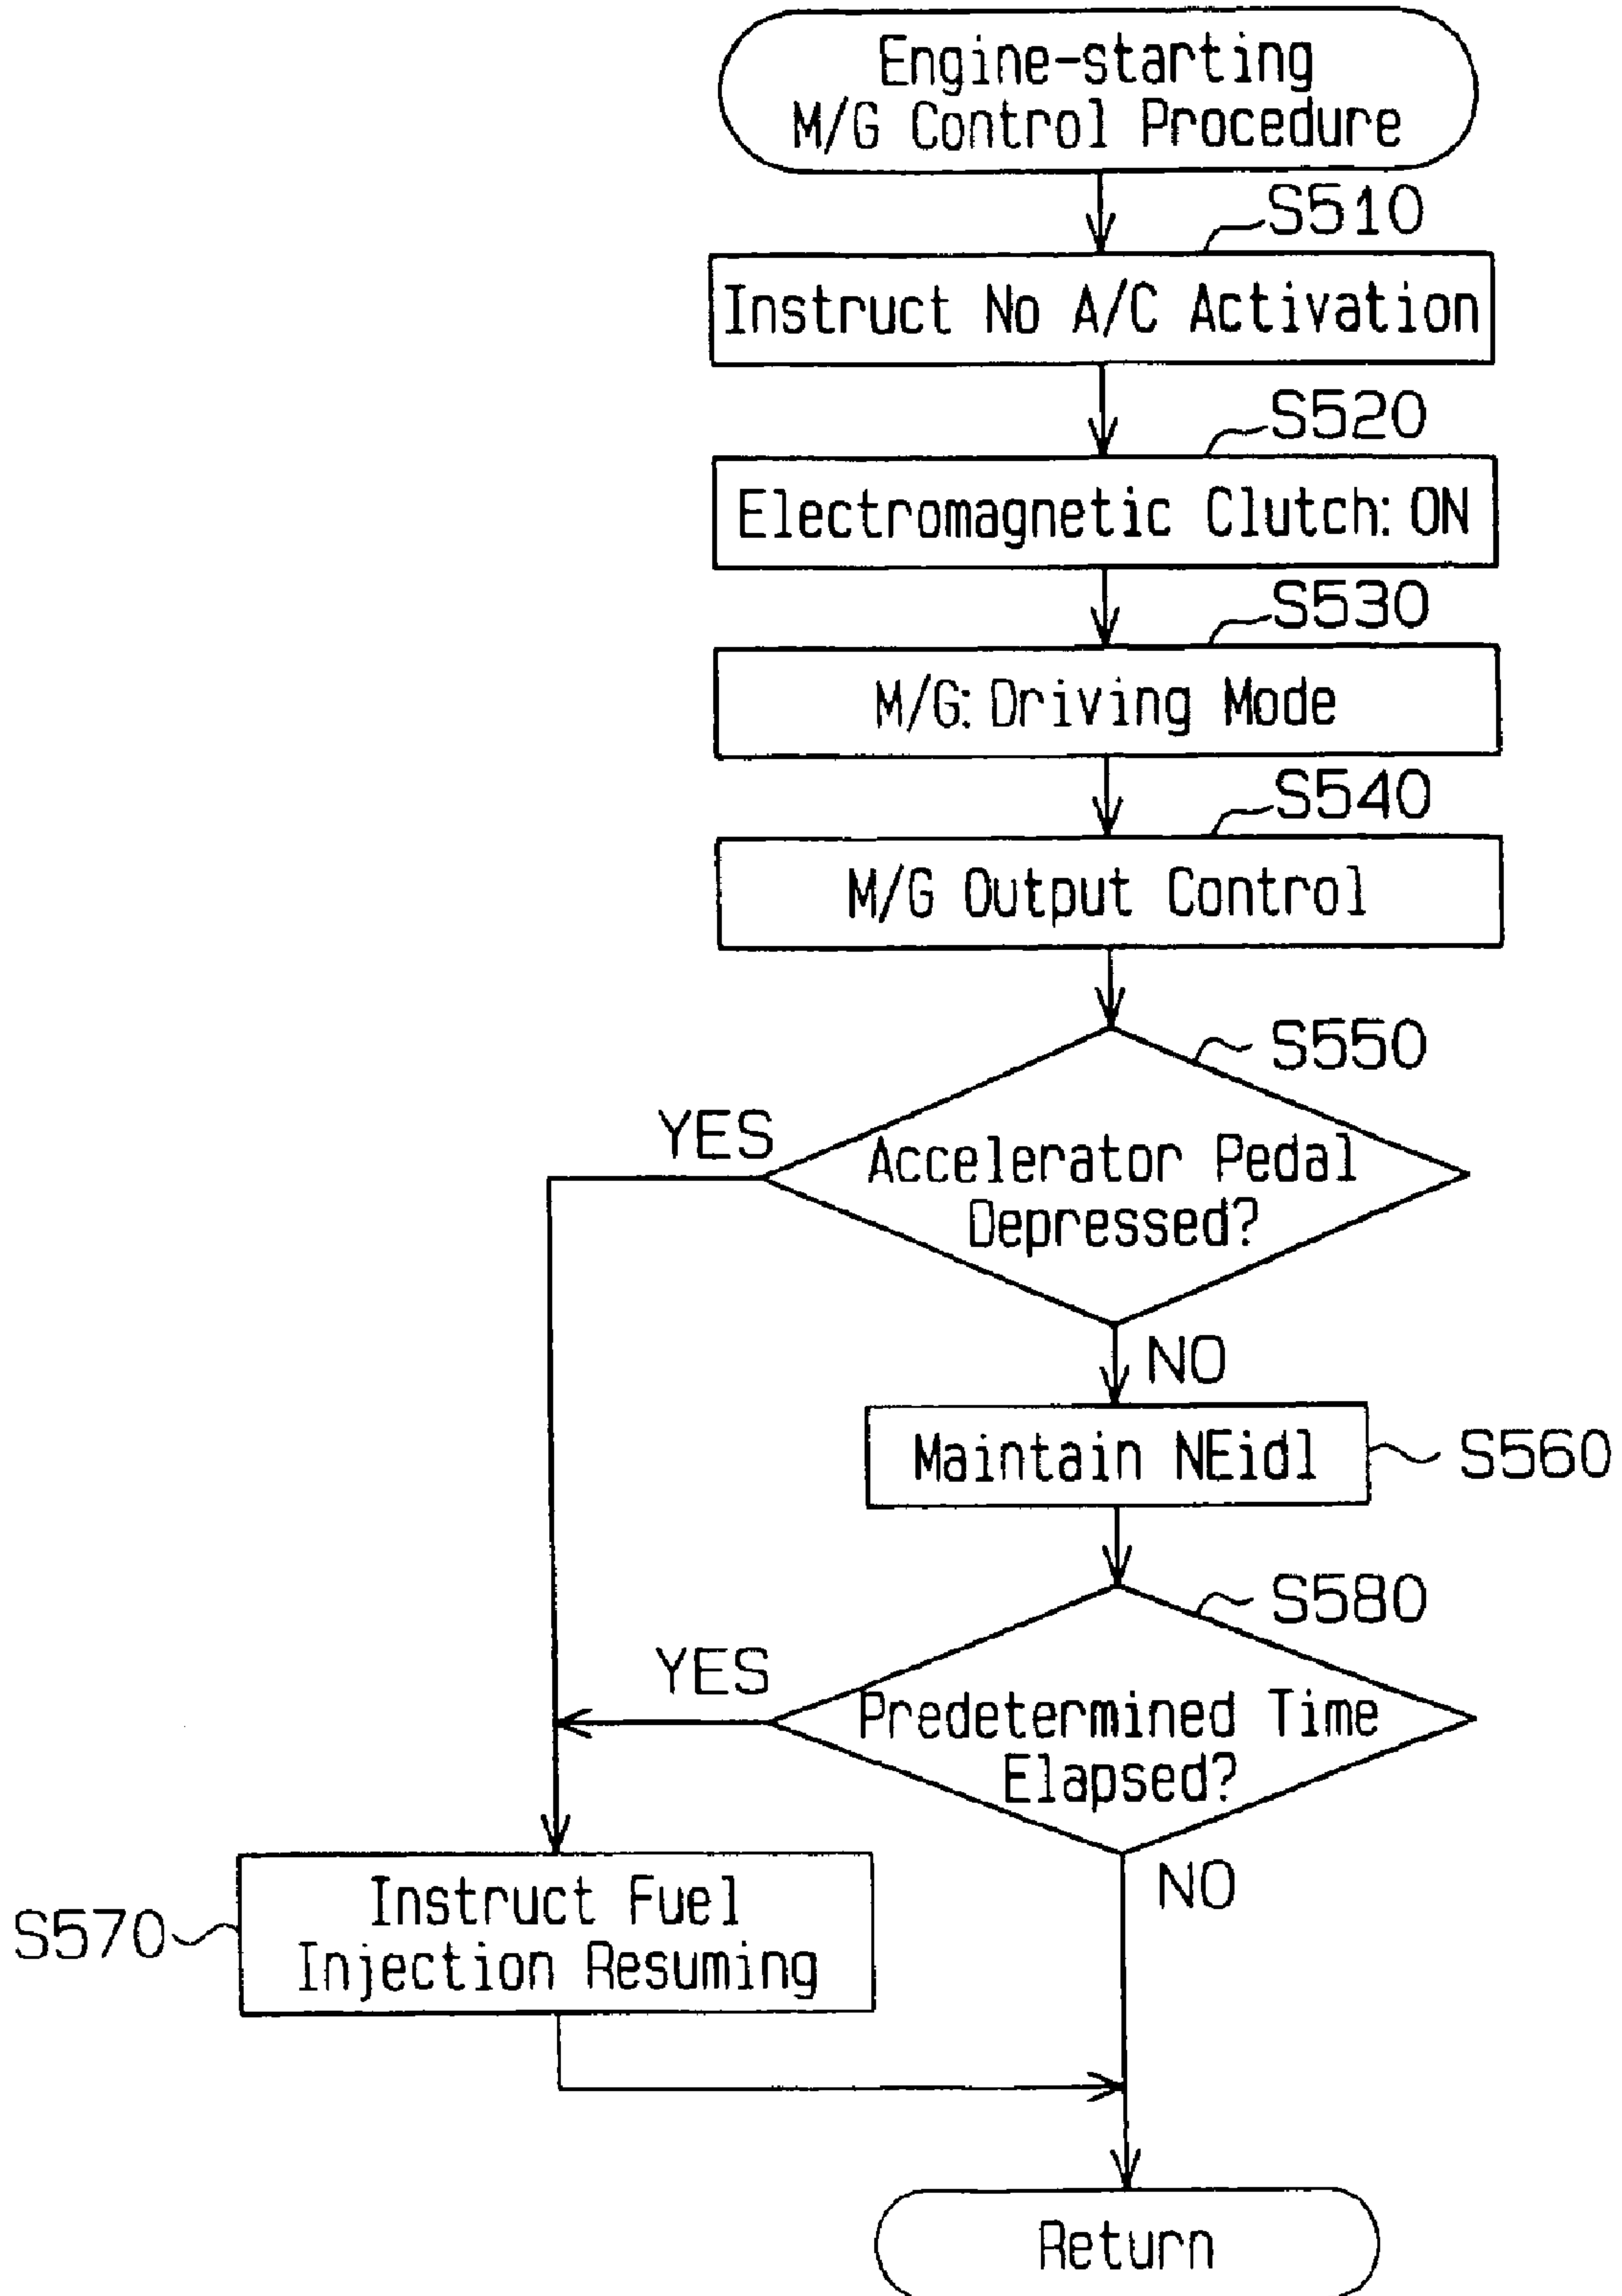 Engine-starting
M/G Control Procedure
S510
Instruct No A/C Activation
S520
Electromagnetic Clutch: ON
S530
M/G: Driving Mode
S540
M/G Output Control
S550
YES
Accelerator Pedal
Depressed?
NO
Maintain NEidl
S560
S580
YES
Predetermined Time
Elapsed?
NO
S570
Instruct Fuel
Injection Resuming
Return